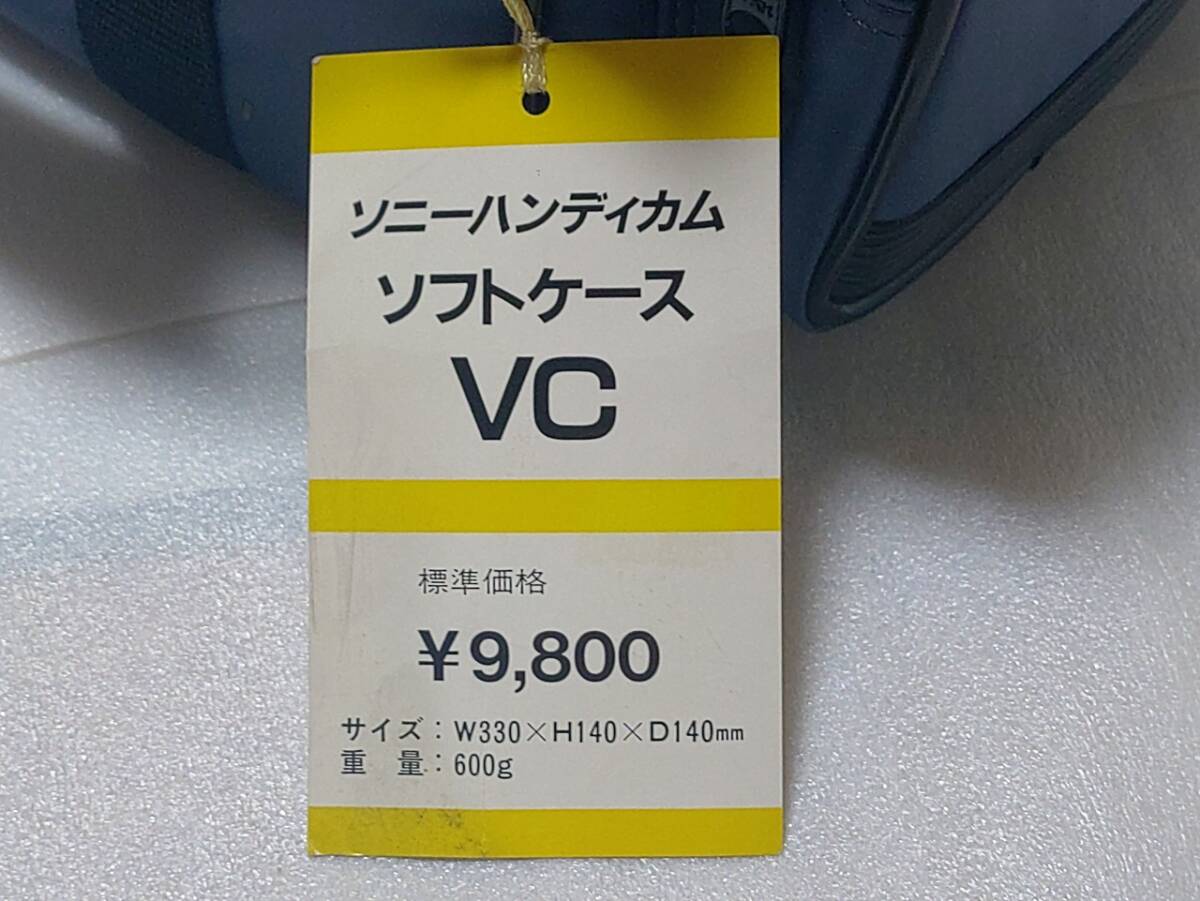 ソニーハンディカム
ソフトケース
VC
標準価格
¥9,800
サイズ：W330×H140×D140mm
重　量：600g